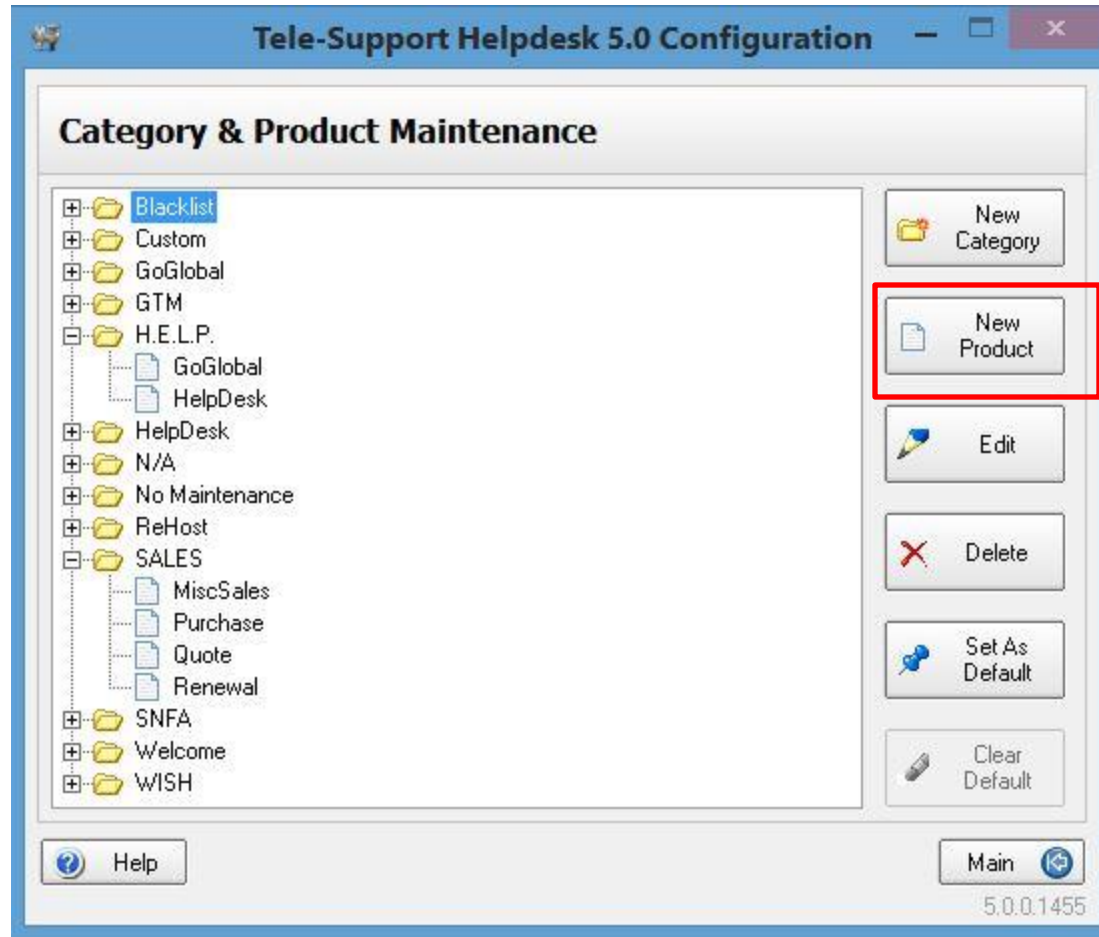 Tele-Support Helpdesk 5.0 Configuration
Category & Product Maintenance
Blacklist
Custom
GoGlobal
GTM
H.E.L.P.
GoGlobal
HelpDesk
HelpDesk
N/A
No Maintenance
ReHost
SALES
MiscSales
Purchase
Quote
Renewal
SNFA
Welcome
WISH
New
Category
New
Product
Edit
Delete
Set As
Default
Clear
Default
Help
Main
5.0.0.1455